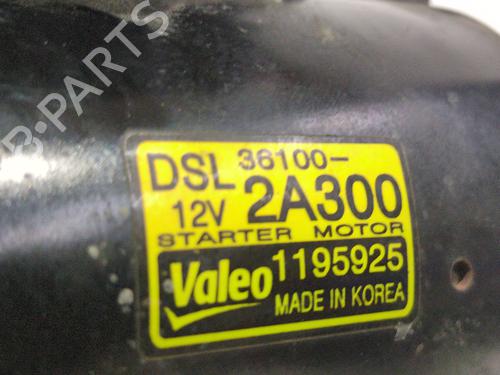 B-PARTS
DSL 36100-
12V 2A300
STARTER MOTOR
Valeo 1195925
MADE IN KOREA